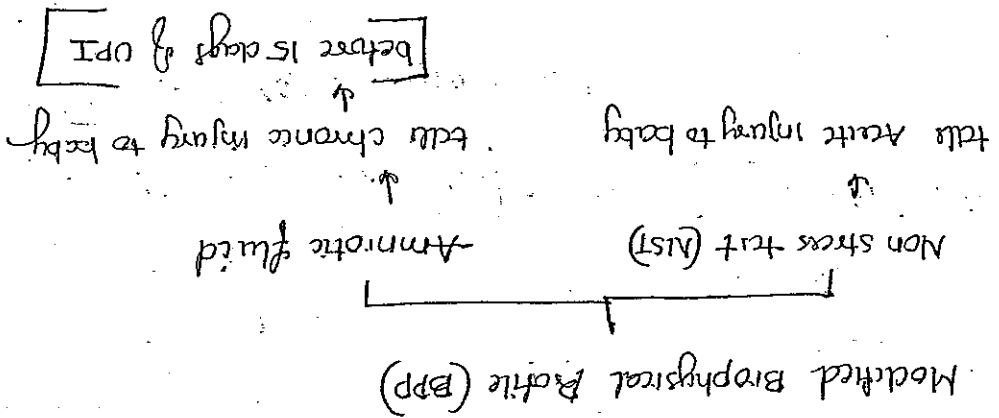 Modified Biophysical Profile (BPP)
Non stress test (NST)
Amniotic fluid
tells Acute injury to baby
tells chronic injury to baby
before 15 days of UPI